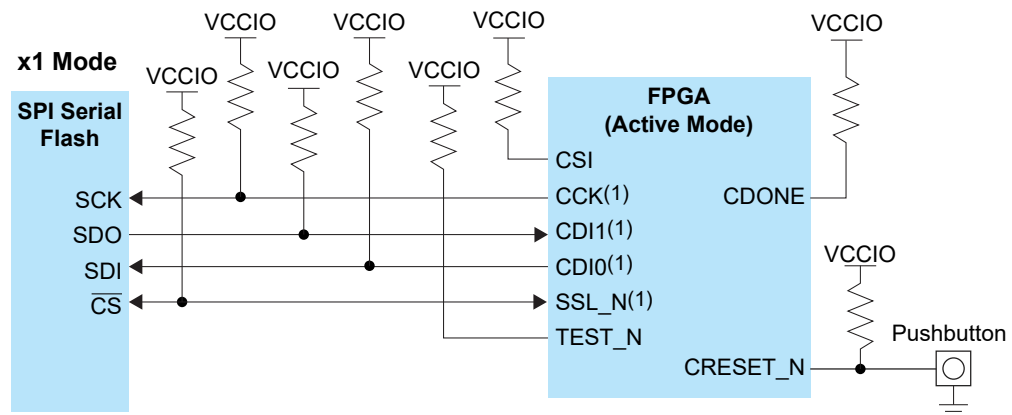 VCCIO
VCCIO
VCCIO
VCCIO
x1 Mode
VCCIO
VCCIO
VCCIO
SPI Serial
Flash
FPGA
(Active Mode)
CSI
SCK
CCK(1)
CDONE
SDO
CDI1(1)
SDI
CDI0(1)
VCCIO
CS
SSL_N(1)
TEST_N
Pushbutton
CRESET_N